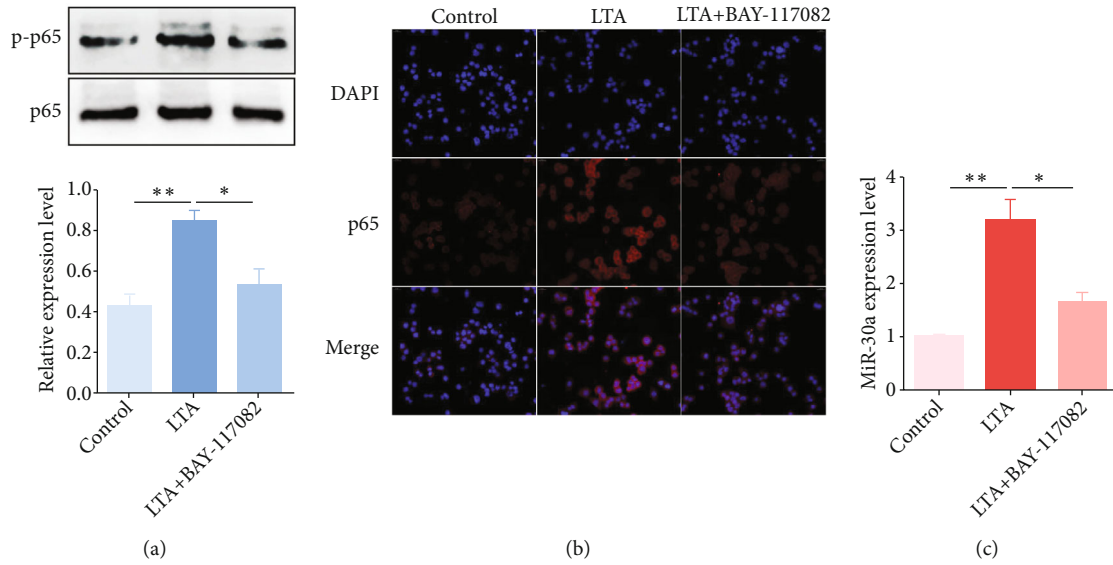 p-p65
p65
Relative expression level
1.0
0.8
0.6
0.4
0.2
0.0
**
*
Control
LTA
LTA+BAY-117082
(a)
Control
LTA
LTA+BAY-117082
DAPI
p65
Merge
(b)
MiR-30a expression level
4
3
2
1
0
**
*
Control
LTA
LTA+BAY-117082
(c)